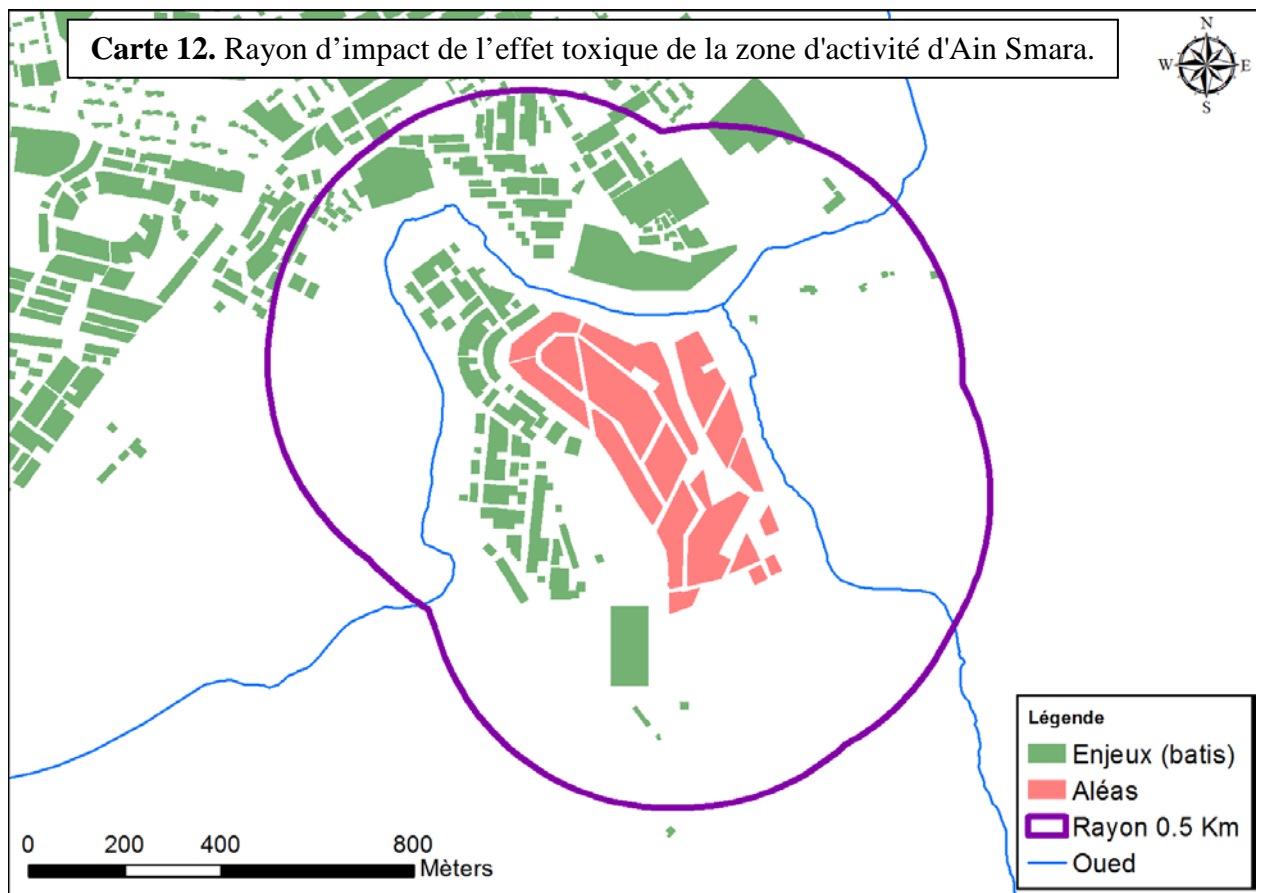 Carte 12. Rayon d’impact de l’effet toxique de la zone d'activité d'Ain Smara.
N
W E
S
Légende
Enjeux (batis)
Aléas
Rayon 0.5 Km
Oued
0 200 400 800
Mèters